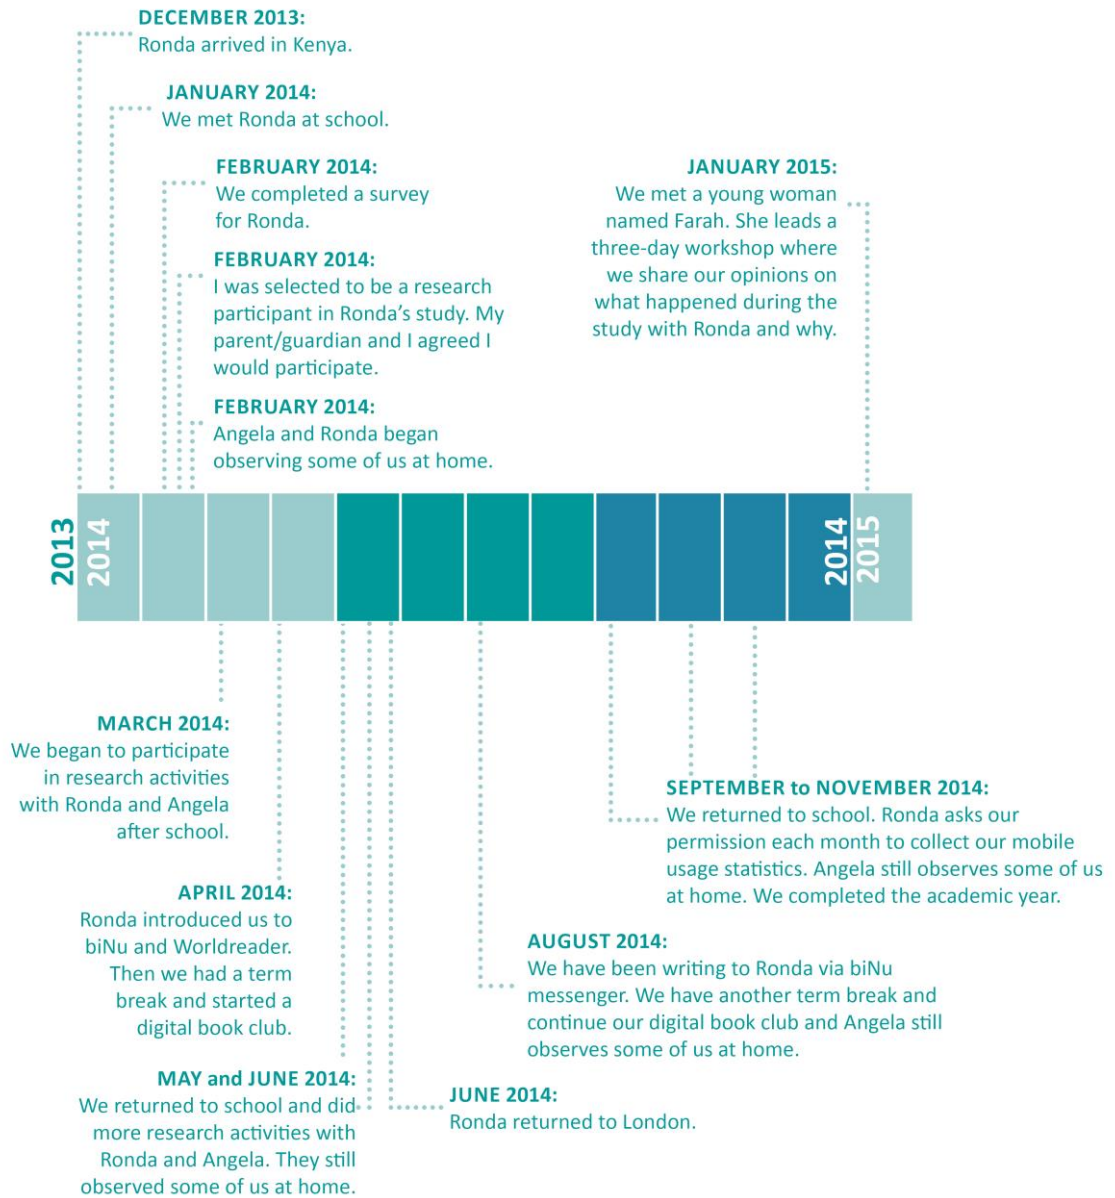 DECEMBER 2013:
Ronda arrived in Kenya.
JANUARY 2014:
We met Ronda at school.
FEBRUARY 2014:
We completed a survey
for Ronda.
FEBRUARY 2014:
I was selected to be a research
participant in Ronda’s study. My
parent/guardian and I agreed I
would participate.
FEBRUARY 2014:
Angela and Ronda began
observing some of us at home.
JANUARY 2015:
We met a young woman
named Farah. She leads a
three-day workshop where
we share our opinions on
what happened during the
study with Ronda and why.
2013
2014
2014
2015
MARCH 2014:
We began to participate
in research activities
with Ronda and Angela
after school.
APRIL 2014:
Ronda introduced us to
biNu and Worldreader.
Then we had a term
break and started a
digital book club.
MAY and JUNE 2014:
We returned to school and did
more research activities with
Ronda and Angela. They still
observed some of us at home.
JUNE 2014:
Ronda returned to London.
AUGUST 2014:
We have been writing to Ronda via biNu
messenger. We have another term break and
continue our digital book club and Angela still
observes some of us at home.
SEPTEMBER to NOVEMBER 2014:
We returned to school. Ronda asks our
permission each month to collect our mobile
usage statistics. Angela still observes some of us
at home. We completed the academic year.